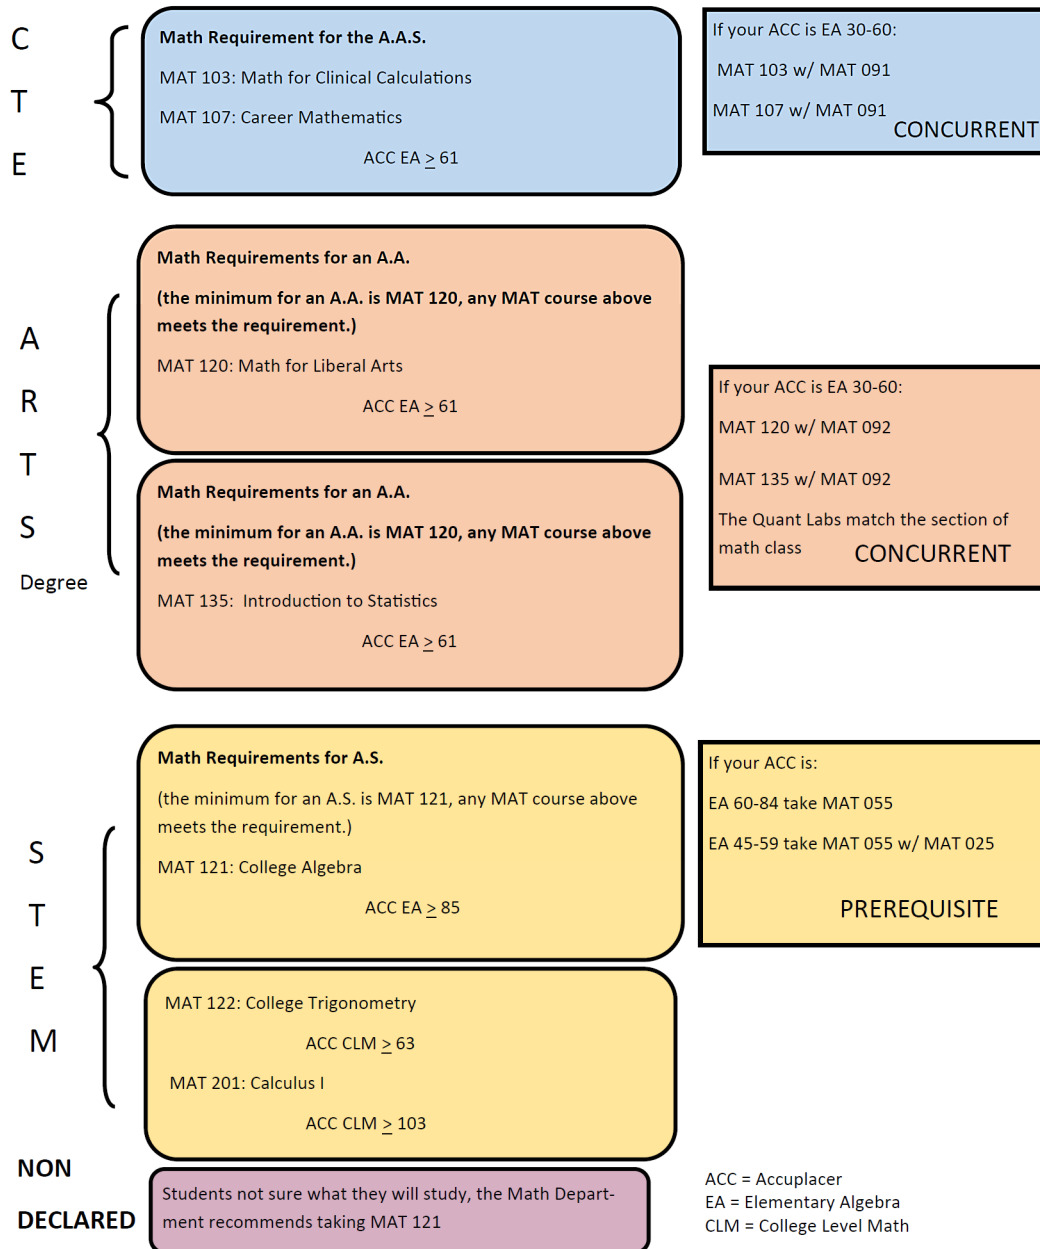 C
T
E
Math Requirement for the A.A.S.
MAT 103: Math for Clinical Calculations
MAT 107: Career Mathematics
ACC EA ≥ 61
If your ACC is EA 30-60:
MAT 103 w/ MAT 091
MAT 107 w/ MAT 091
CONCURRENT
A
R
T
S
Degree
Math Requirements for an A.A.
(the minimum for an A.A. is MAT 120, any MAT course above
meets the requirement.)
MAT 120: Math for Liberal Arts
ACC EA ≥ 61
Math Requirements for an A.A.
(the minimum for an A.A. is MAT 120, any MAT course above
meets the requirement.)
MAT 135:  Introduction to Statistics
ACC EA ≥ 61
If your ACC is EA 30-60:
MAT 120 w/ MAT 092
MAT 135 w/ MAT 092
The Quant Labs match the section of
math class
CONCURRENT
S
T
E
M
Math Requirements for A.S.
(the minimum for an A.S. is MAT 121, any MAT course above
meets the requirement.)
MAT 121: College Algebra
ACC EA ≥ 85
If your ACC is:
EA 60-84 take MAT 055
EA 45-59 take MAT 055 w/ MAT 025
PREREQUISITE
MAT 122: College Trigonometry
ACC CLM ≥ 63
MAT 201: Calculus I
ACC CLM ≥ 103
NON
DECLARED
Students not sure what they will study, the Math Depart-
ment recommends taking MAT 121
ACC = Accuplacer
EA = Elementary Algebra
CLM = College Level Math